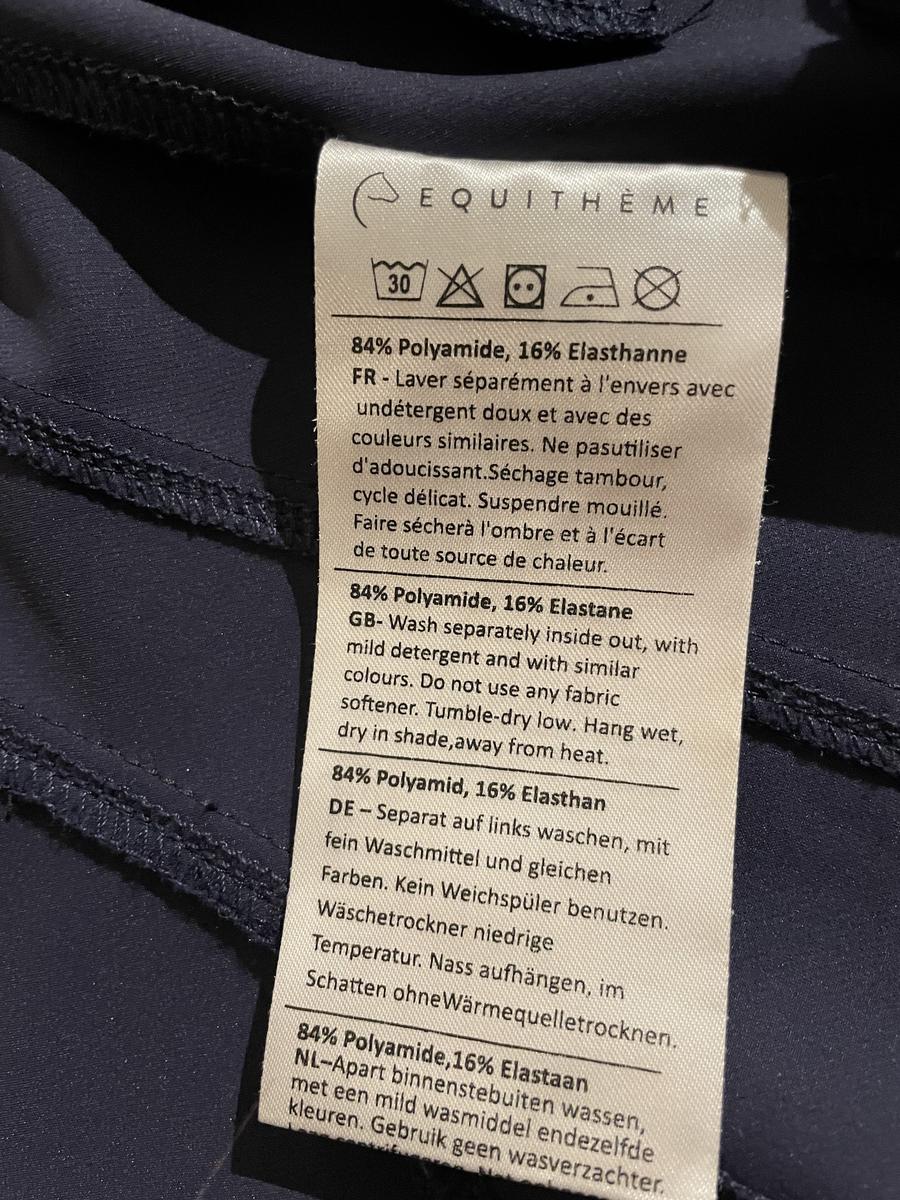 EQUITHÈME
30
84% Polyamide, 16% Elasthanne
FR - Laver séparément à l'envers avec
undétergent doux et avec des
couleurs similaires. Ne pasutiliser
d'adoucissant.Séchage tambour,
cycle délicat. Suspendre mouillé.
Faire sécherà l'ombre et à l'écart
de toute source de chaleur.
84% Polyamide, 16% Elastane
GB- Wash separately inside out, with
mild detergent and with similar
colours. Do not use any fabric
softener. Tumble-dry low. Hang wet,
dry in shade,away from heat.
84% Polyamid, 16% Elasthan
DE – Separat auf links waschen, mit
fein Waschmittel und gleichen
Farben. Kein Weichspüler benutzen.
Wäschetrockner niedrige
Temperatur. Nass aufhängen, im
Schatten ohneWärmequelletrocknen.
84% Polyamide,16% Elastaan
NL–Apart binnenstebuiten wassen,
met een mild wasmiddel endezelfde
kleuren. Gebruik geen wasverzachter.